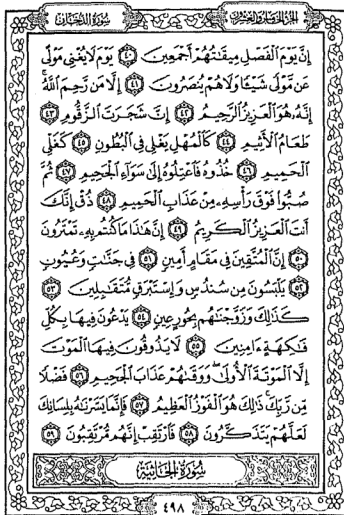 الجزء الخامس والعشرون سورة الدخان
إِنَّ يَوْمَ الْفَصْلِ مِيقَاتُهُمْ أَجْمَعِينَ ٤٠ يَوْمَ لَا يُغْنِي مَوْلًى
عَن مَّوْلًى شَيْئًا وَلَا هُمْ يُنصَرُونَ ٤١ إِلَّا مَن رَّحِمَ اللَّهُ ۚ
إِنَّهُ هُوَ الْعَزِيزُ الرَّحِيمُ ٤٢ إِنَّ شَجَرَتَ الزَّقُّومِ ٤٣
طَعَامُ الْأَثِيمِ ٤٤ كَالْمُهْلِ يَغْلِي فِي الْبُطُونِ ٤٥ كَغَلْيِ
الْحَمِيمِ ٤٦ خُذُوهُ فَاعْتِلُوهُ إِلَىٰ سَوَاءِ الْجَحِيمِ ٤٧ ثُمَّ
صُبُّوا فَوْقَ رَأْسِهِ مِنْ عَذَابِ الْحَمِيمِ ٤٨ ذُقْ إِنَّكَ
أَنتَ الْعَزِيزُ الْكَرِيمُ ٤٩ إِنَّ هَٰذَا مَا كُنتُم بِهِ تَمْتَرُونَ
٥٠ إِنَّ الْمُتَّقِينَ فِي مَقَامٍ أَمِينٍ ٥١ فِي جَنَّاتٍ وَعُيُونٍ
٥٢ يَلْبَسُونَ مِن سُندُسٍ وَإِسْتَبْرَقٍ مُّتَقَابِلِينَ ٥٣
كَذَٰلِكَ وَزَوَّجْنَاهُم بِحُورٍ عِينٍ ٥٤ يَدْعُونَ فِيهَا بِكُلِّ
فَاكِهَةٍ آمِنِينَ ٥٥ لَا يَذُوقُونَ فِيهَا الْمَوْتَ
إِلَّا الْمَوْتَةَ الْأُولَىٰ ۖ وَوَقَاهُمْ عَذَابَ الْجَحِيمِ ٥٦ فَضْلًا
مِّن رَّبِّكَ ۚ ذَٰلِكَ هُوَ الْفَوْزُ الْعَظِيمُ ٥٧ فَإِنَّمَا يَسَّرْنَاهُ بِلِسَانِكَ
لَعَلَّهُمْ يَتَذَكَّرُونَ ٥٨ فَارْتَقِبْ إِنَّهُم مُّرْتَقِبُونَ ٥٩
سُورَةُ الْجَاثِيَةِ
٤٩٨